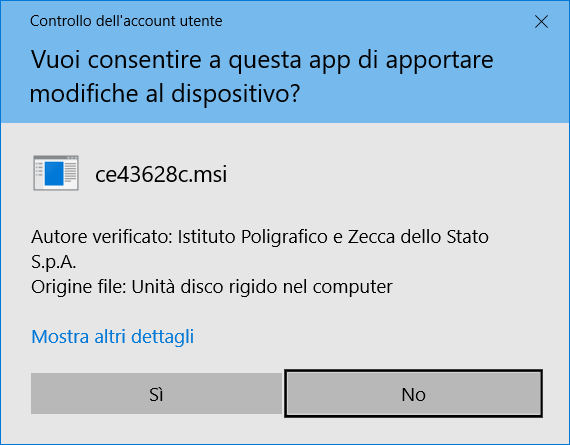 Controllo dell'account utente
Vuoi consentire a questa app di apportare
modifiche al dispositivo?
ce43628c.msi
Autore verificato: Istituto Poligrafico e Zecca dello Stato
S.p.A.
Origine file: Unità disco rigido nel computer
Mostra altri dettagli
Sì
No